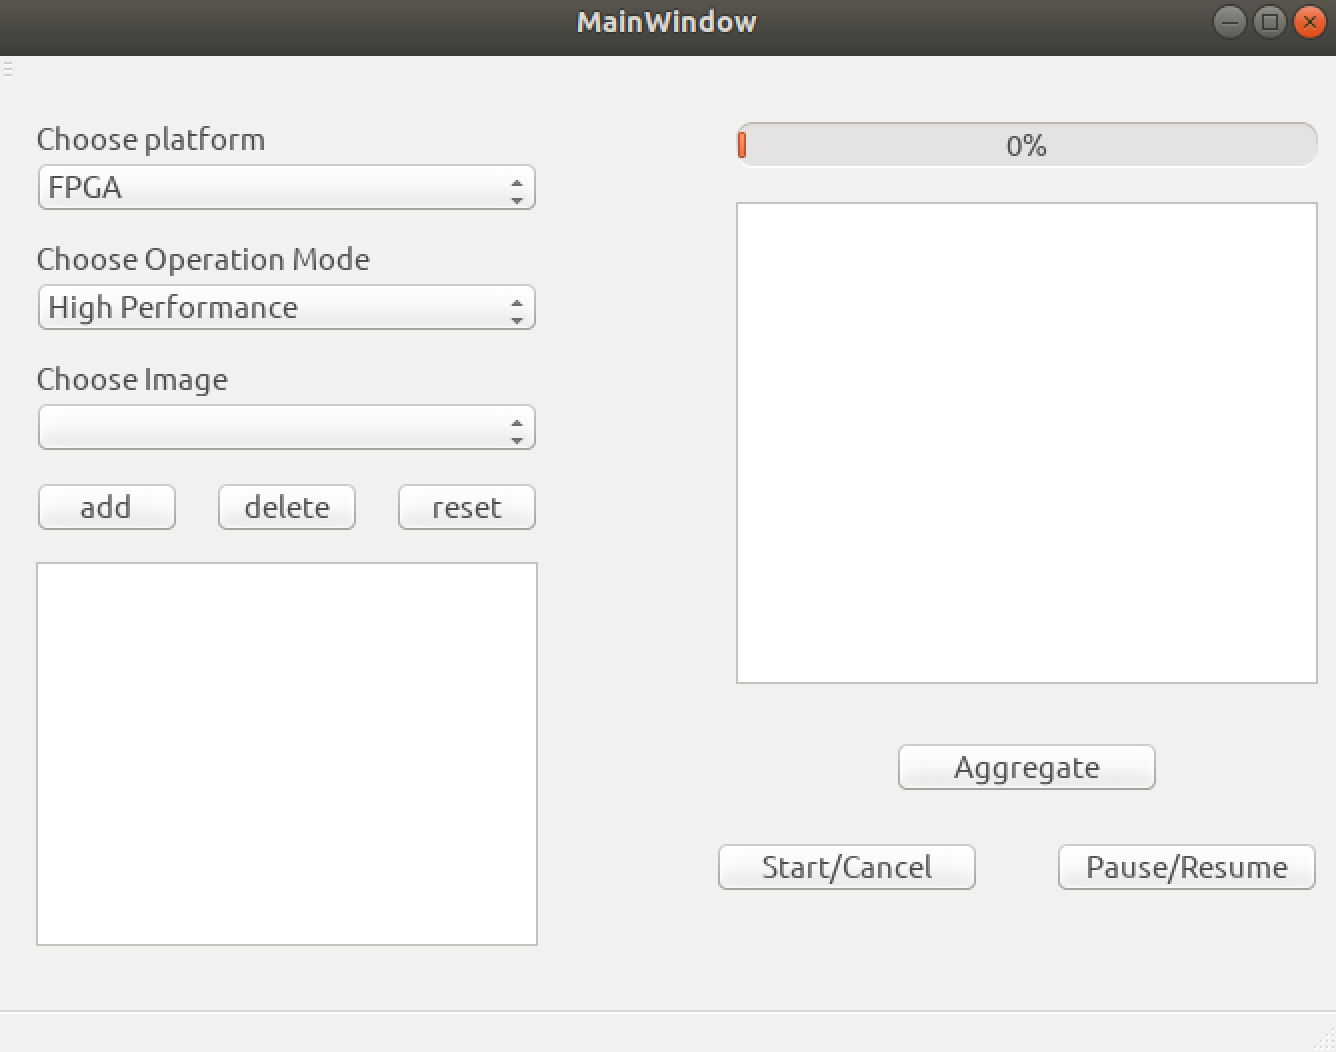 MainWindow
Choose platform
FPGA
Choose Operation Mode
High Performance
Choose Image
add
delete
reset
0%
Aggregate
Start/Cancel
Pause/Resume